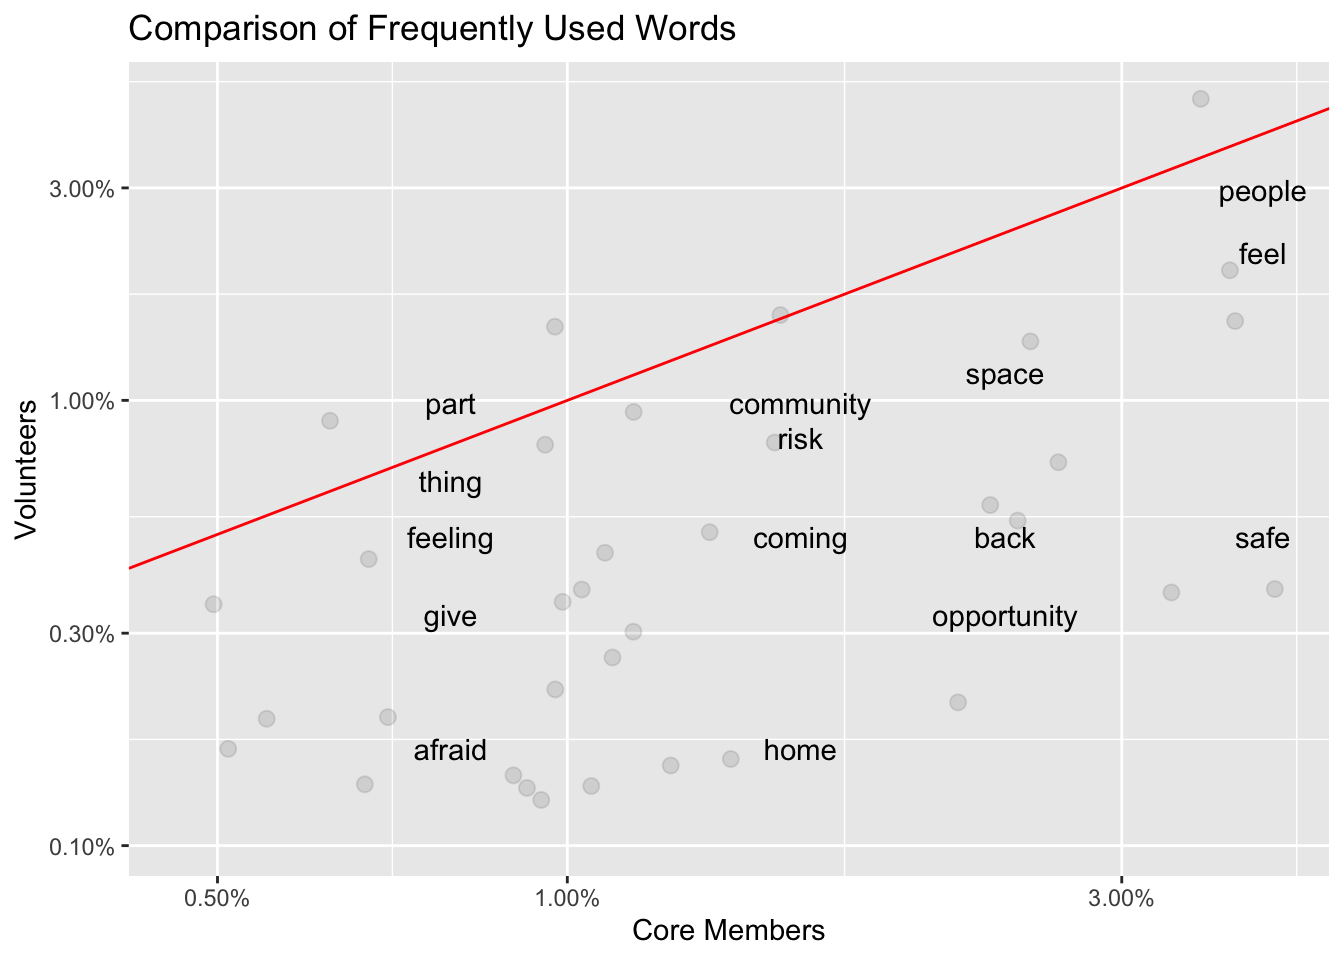 Comparison of Frequently Used Words
3.00%
people
feel
space
1.00%
part
community
risk
Volunteers
thing
feeling
coming
back
safe
give
opportunity
0.30%
afraid
home
0.10%
0.50%
1.00%
3.00%
Core Members